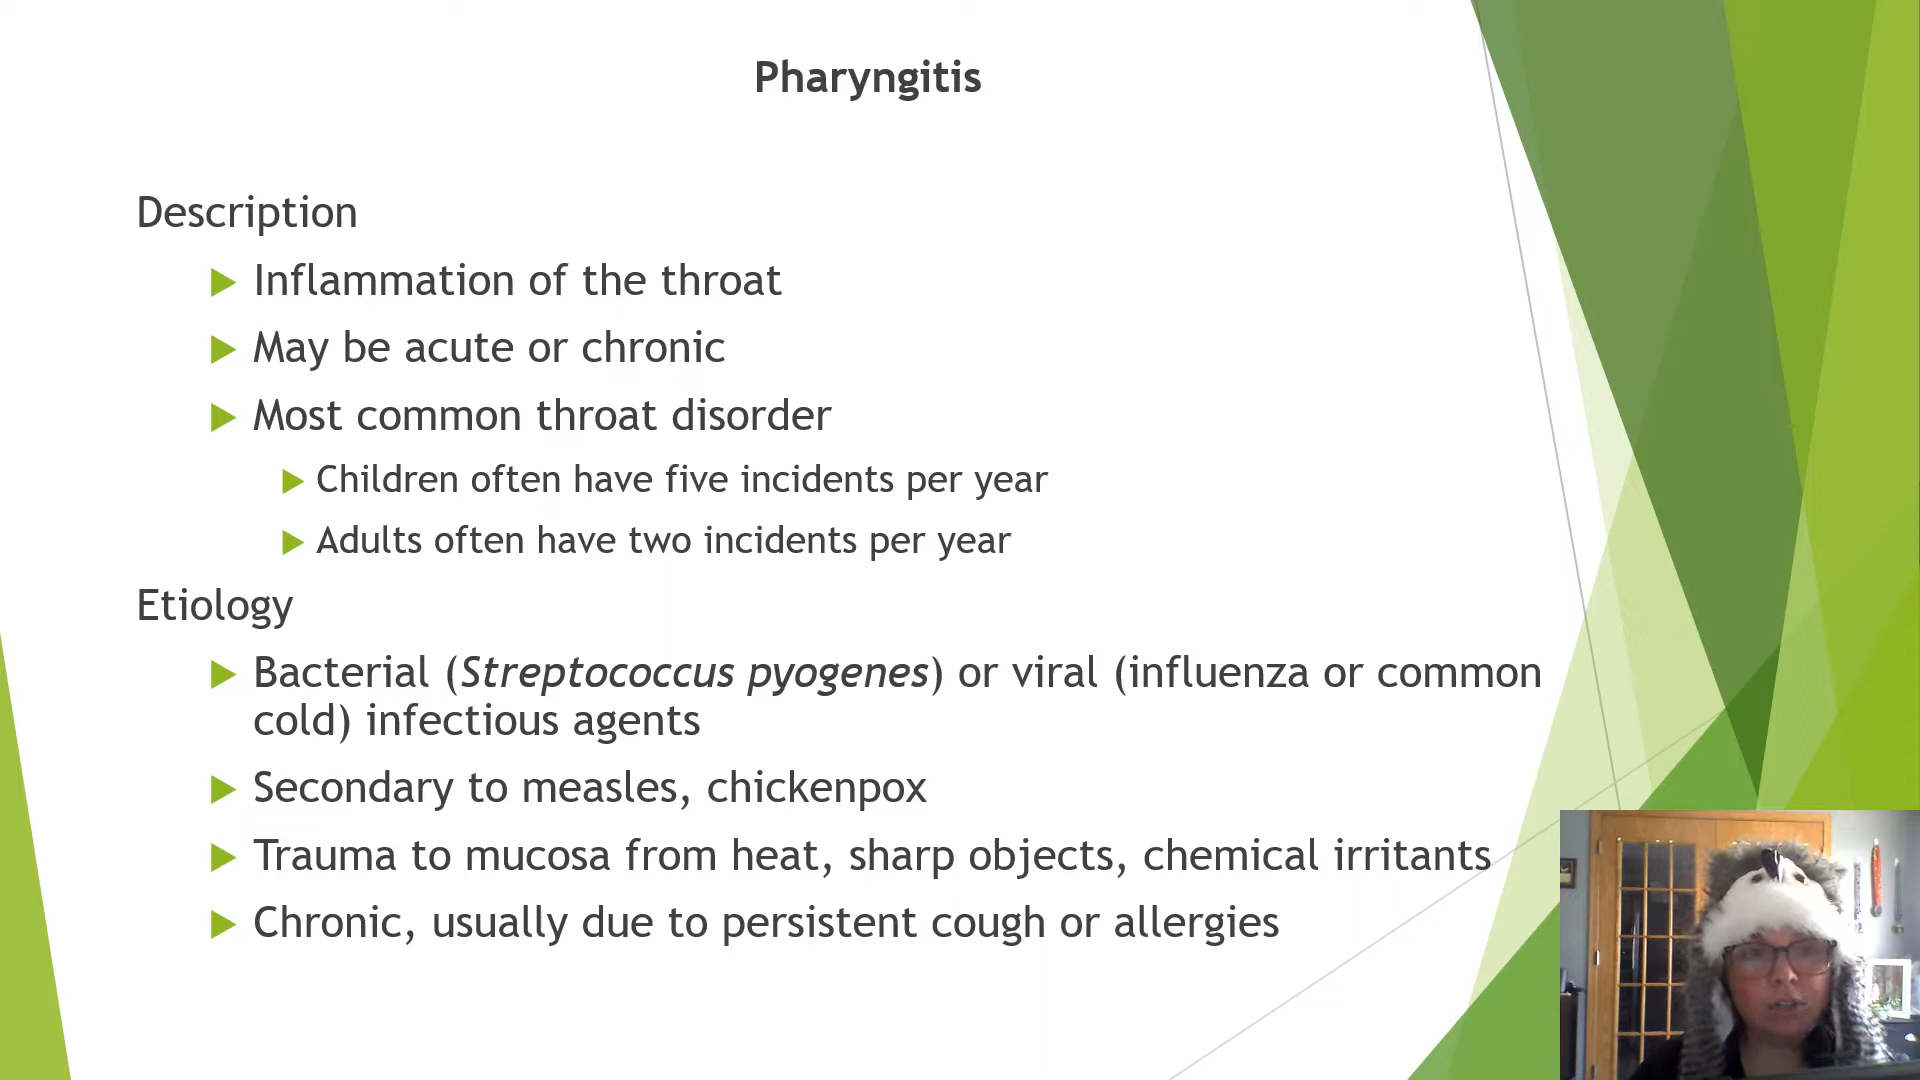 Pharyngitis
Description
Inflammation of the throat
May be acute or chronic
Most common throat disorder
Children often have five incidents per year
Adults often have two incidents per year
Etiology
Bacterial (Streptococcus pyogenes) or viral (influenza or common
cold) infectious agents
Secondary to measles, chickenpox
Trauma to mucosa from heat, sharp objects, chemical irritants
Chronic, usually due to persistent cough or allergies